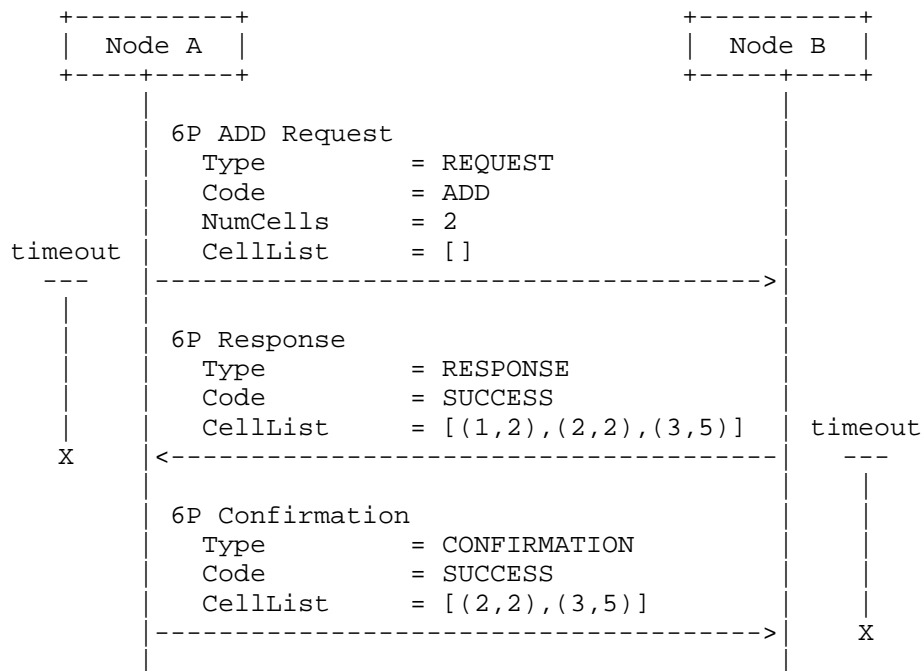 Node A Node B
6P ADD Request
Type = REQUEST
Code = ADD
NumCells = 2
timeout CellList = []
6P Response
Type = RESPONSE
Code = SUCCESS
CellList = [(1,2),(2,2),(3,5)] timeout
X
6P Confirmation
Type = CONFIRMATION
Code = SUCCESS
CellList = [(2,2),(3,5)]
X